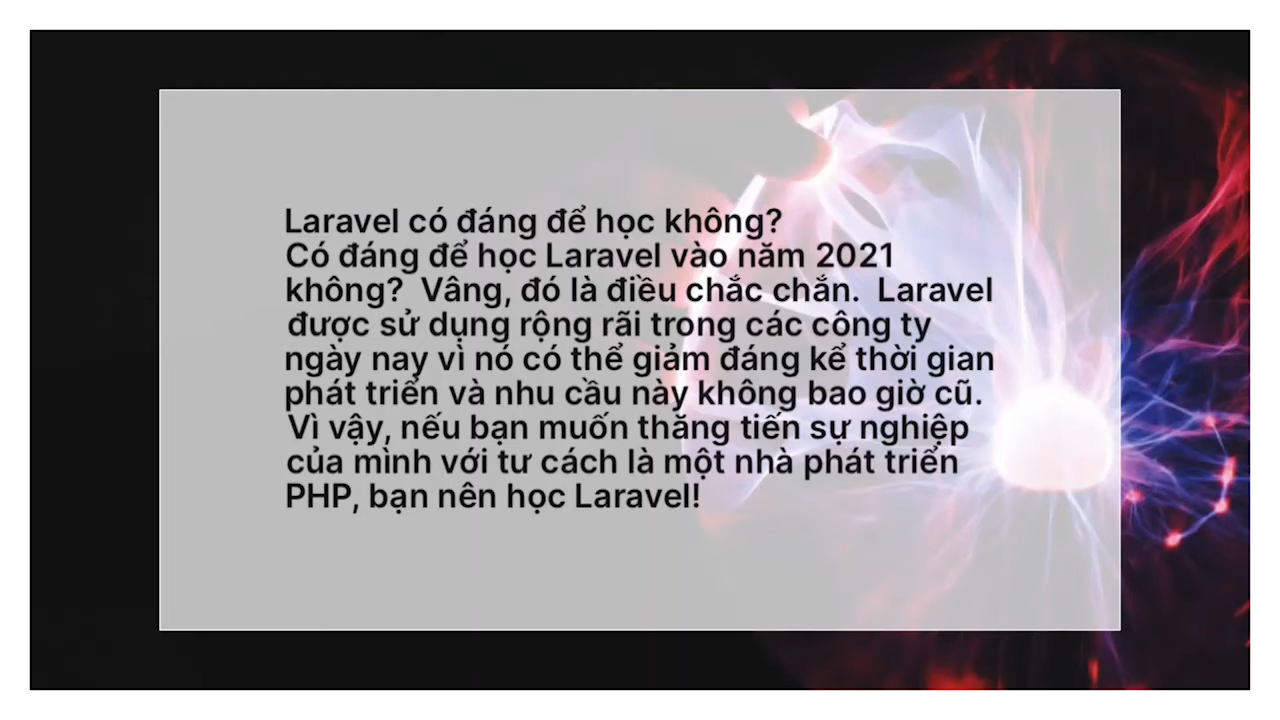 Laravel có đáng để học không?
Có đáng để học Laravel vào năm 2021
không? Vâng, đó là điều chắc chắn. Laravel
được sử dụng rộng rãi trong các công ty
ngày nay vì nó có thể giảm đáng kể thời gian
phát triển và nhu cầu này không bao giờ cũ.
Vì vậy, nếu bạn muốn thăng tiến sự nghiệp
của mình với tư cách là một nhà phát triển
PHP, bạn nên học Laravel!